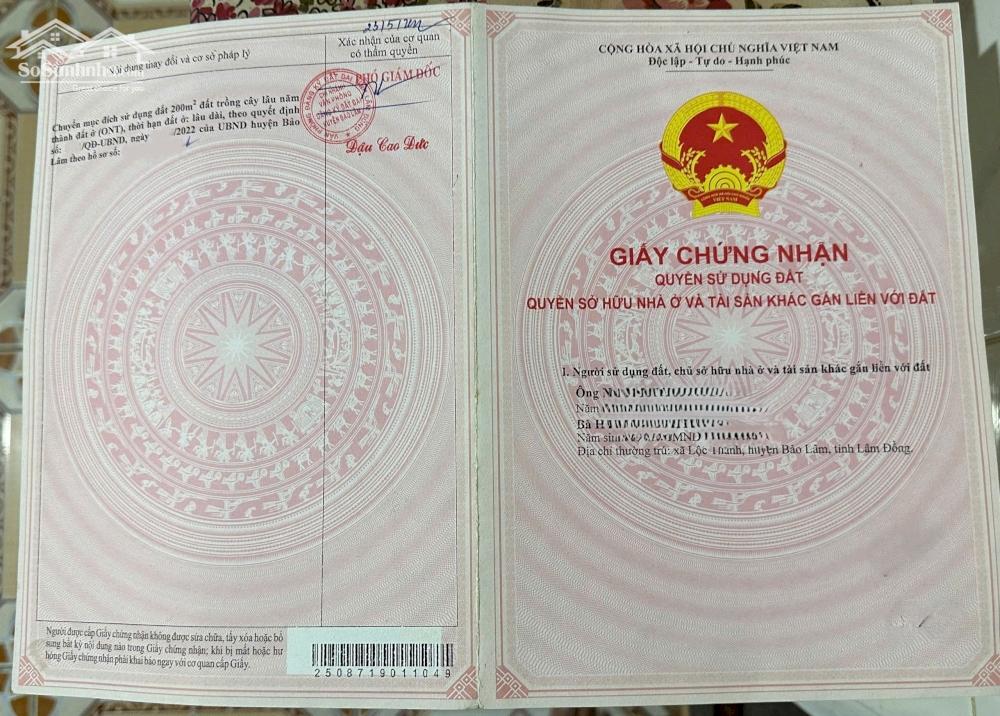 Nội dung thay đổi và cơ sở pháp lý
Xác nhận của cơ quan
có thẩm quyền
Chuyển mục đích sử dụng đất 200m² đất trồng cây lâu năm
thành đất ở (ONT), thời hạn đất ở: lâu dài, theo quyết định
số: /QĐ-UBND, ngày /2022 của UBND huyện Bảo
Lâm theo hồ sơ số:
PHÓ GIÁM ĐỐC
Đậu Cao Đức
Người được cấp Giấy chứng nhận không được sửa chữa, tẩy xóa hoặc bổ
sung bất kỳ nội dung nào trong Giấy chứng nhận; khi bị mất hoặc hư
hỏng Giấy chứng nhận phải khai báo ngay với cơ quan cấp Giấy.
2508719011049
CỘNG HÒA XÃ HỘI CHỦ NGHĨA VIỆT NAM
Độc lập - Tự do - Hạnh phúc
GIẤY CHỨNG NHẬN
QUYỀN SỬ DỤNG ĐẤT
QUYỀN SỞ HỮU NHÀ Ở VÀ TÀI SẢN KHÁC GẮN LIỀN VỚI ĐẤT
I. Người sử dụng đất, chủ sở hữu nhà ở và tài sản khác gắn liền với đất
Ông
Năm
Bà
Năm
Địa chỉ thường trú: xã Lộc Thành, huyện Bảo Lâm, tỉnh Lâm Đồng.